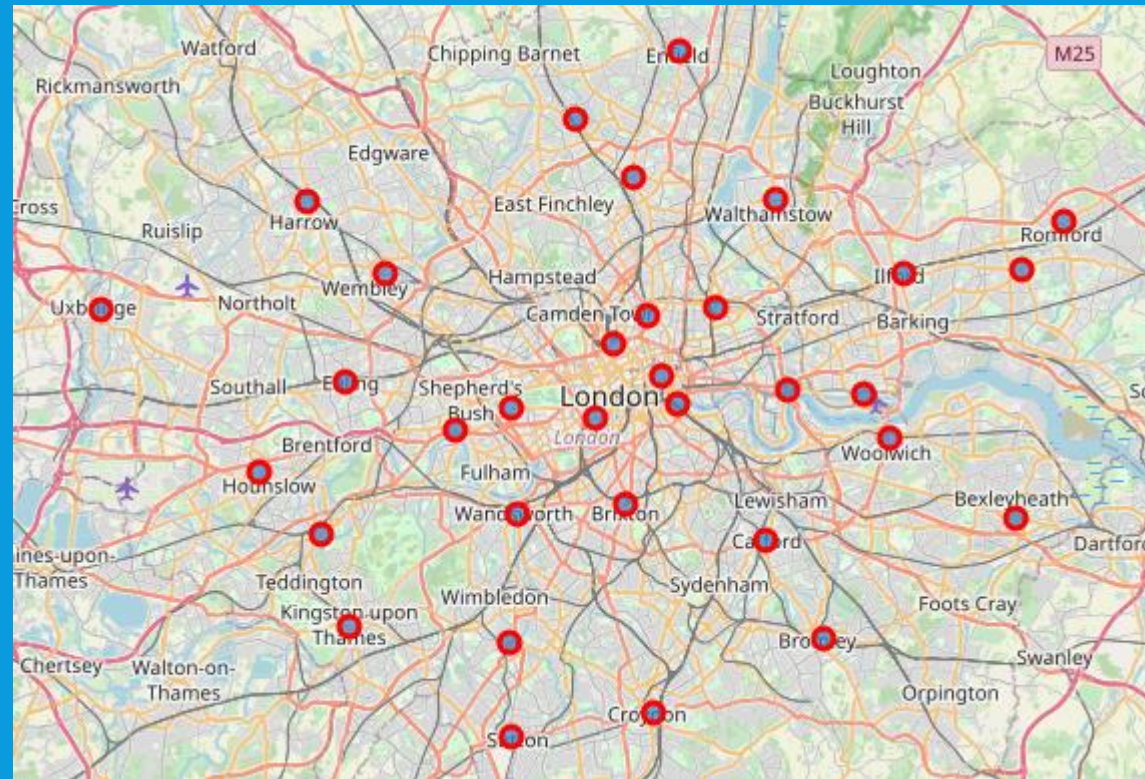 Watford
Chipping Barnet
Enfield
M25
Rickmansworth
Loughton
Buckhurst
Hill
Edgware
East Finchley
Walthamstow
Cross
Ruislip
Harrow
Romford
Hampstead
Wembley
Ilford
Uxbridge
Northolt
Camden Town
Stratford
Barking
Southall
Ealing
Shepherd's
Bush
London
London
Brentford
Woolwich
Fulham
Hounslow
Wandsworth
Brixton
Lewisham
Bexleyheath
Catford
Dartford
Thames
Teddington
Wimbledon
Sydenham
Kingston upon
Thames
Foots Cray
Bromley
Chertsey
Walton-on-
Thames
Swanley
Orpington
Croydon
Sutton